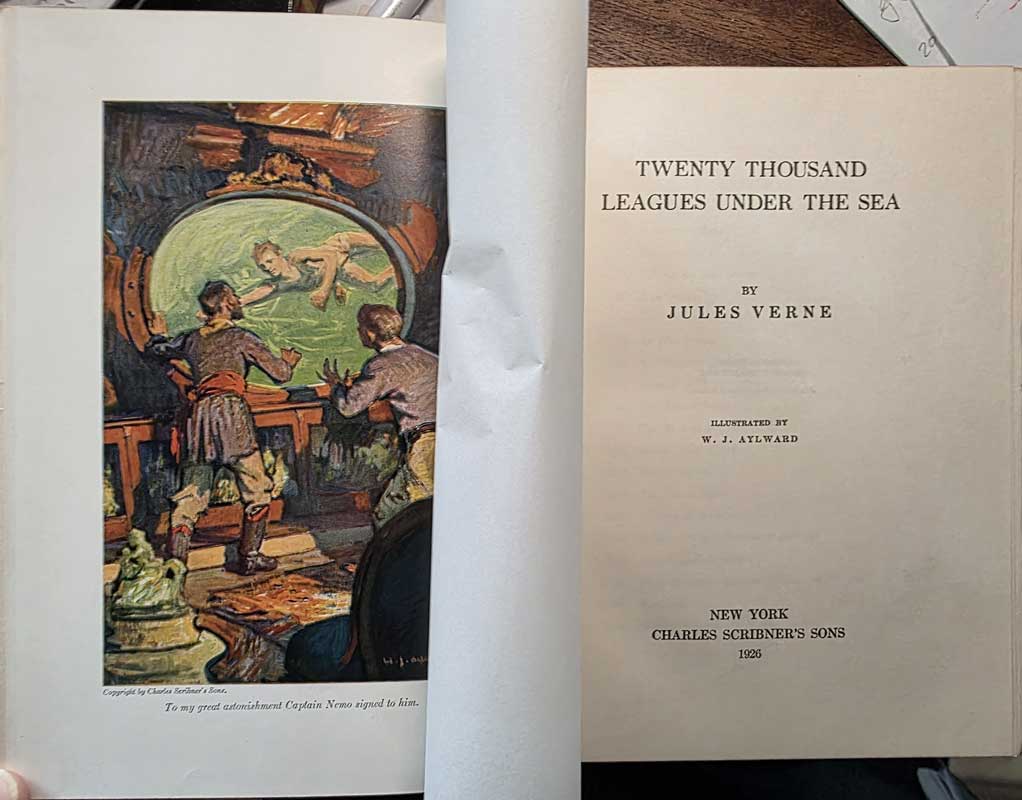 Copyright by Charles Scribner's Sons.
To my great astonishment Captain Nemo signed to him.
TWENTY THOUSAND
LEAGUES UNDER THE SEA
BY
JULES VERNE
ILLUSTRATED BY
W. J. AYLWARD
NEW YORK
CHARLES SCRIBNER'S SONS
1926